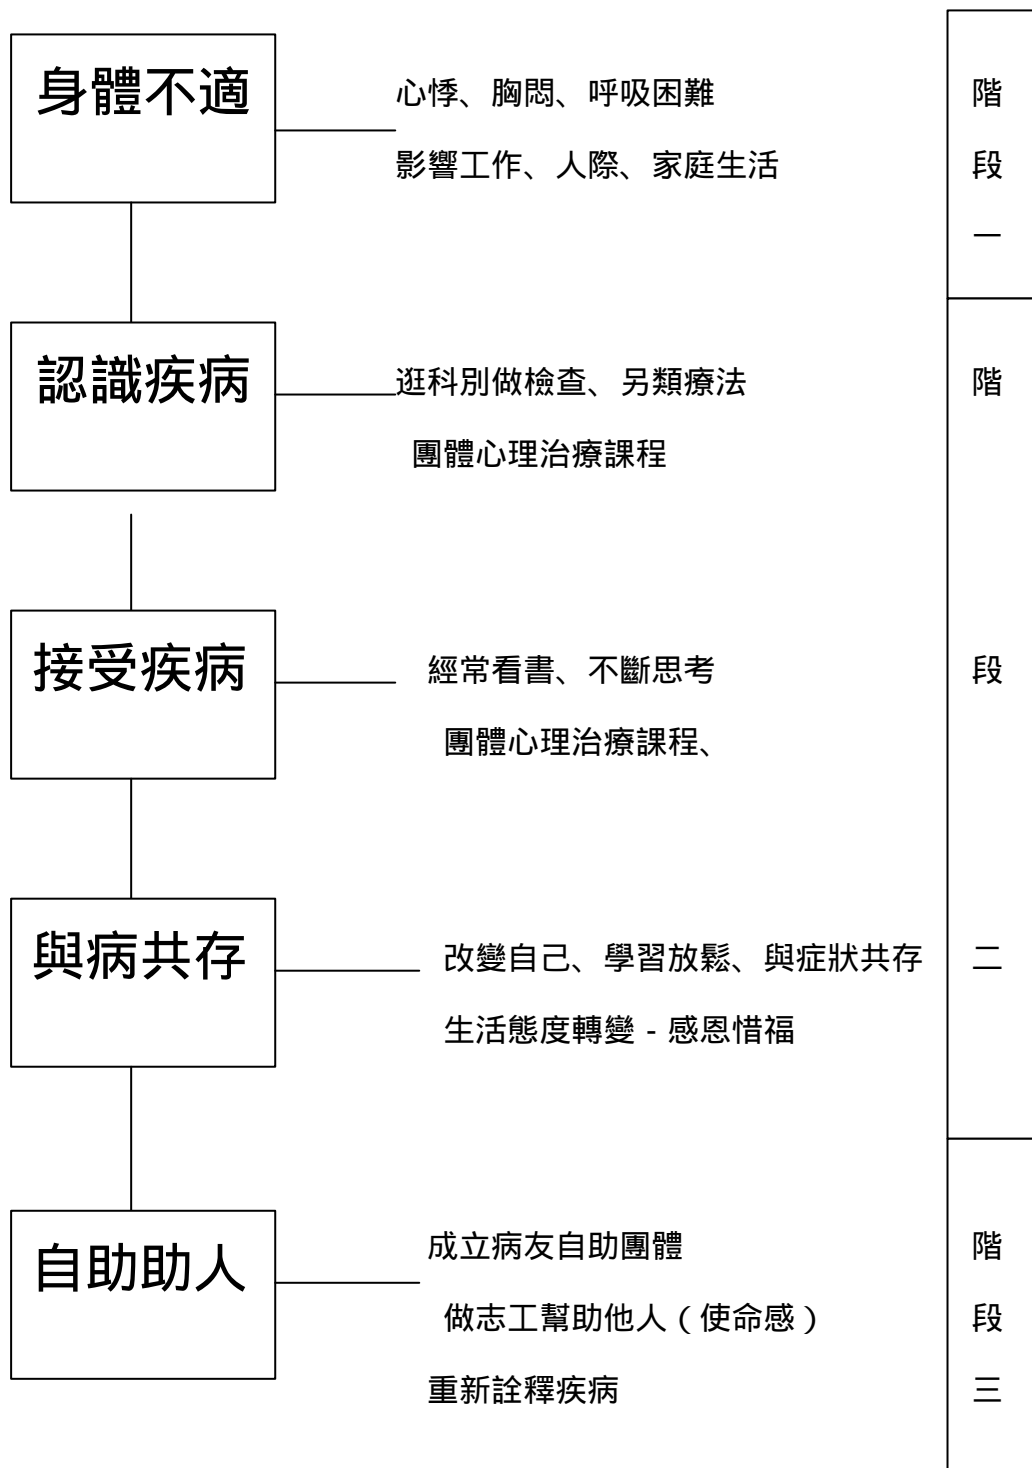 身體不適
心悸、胸悶、呼吸困難
影響工作、人際、家庭生活
階
段
一
認識疾病
逛科別做檢查、另類療法
團體心理治療課程
階
接受疾病
經常看書、不斷思考
團體心理治療課程、
段
與病共存
改變自己、學習放鬆、與症狀共存
生活態度轉變－感恩惜福
二
自助助人
成立病友自助團體
做志工幫助他人（使命感）
重新詮釋疾病
階
段
三